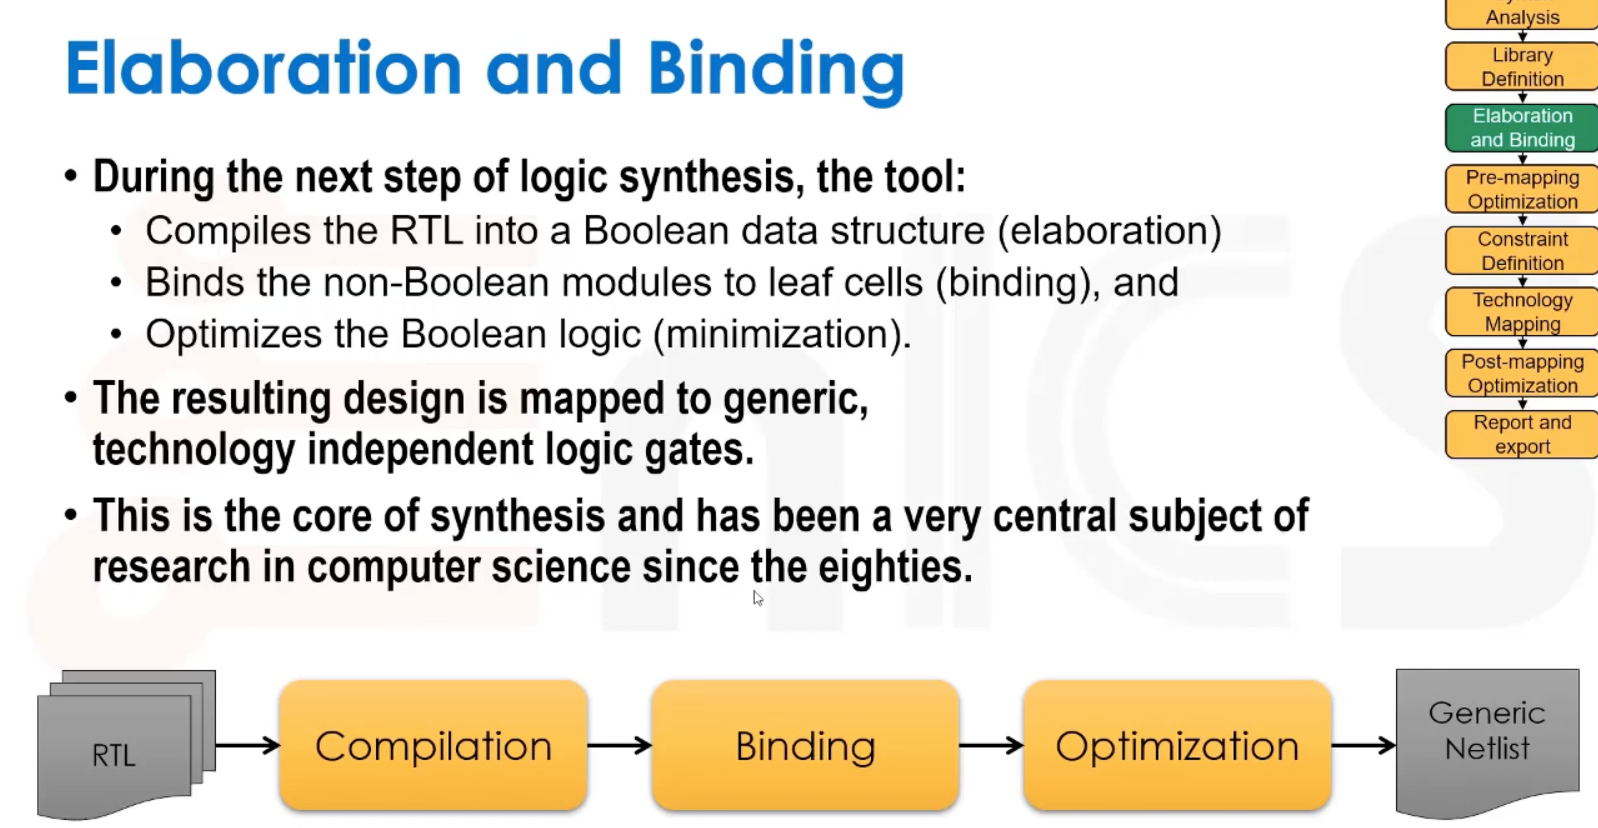 Elaboration and Binding
• During the next step of logic synthesis, the tool:
• Compiles the RTL into a Boolean data structure (elaboration)
• Binds the non-Boolean modules to leaf cells (binding), and
• Optimizes the Boolean logic (minimization).
• The resulting design is mapped to generic,
technology independent logic gates.
• This is the core of synthesis and has been a very central subject of
research in computer science since the eighties.
Analysis
Library
Definition
Elaboration
and Binding
Pre-mapping
Optimization
Constraint
Definition
Technology
Mapping
Post-mapping
Optimization
Report and
export
RTL
Compilation
Binding
Optimization
Generic
Netlist